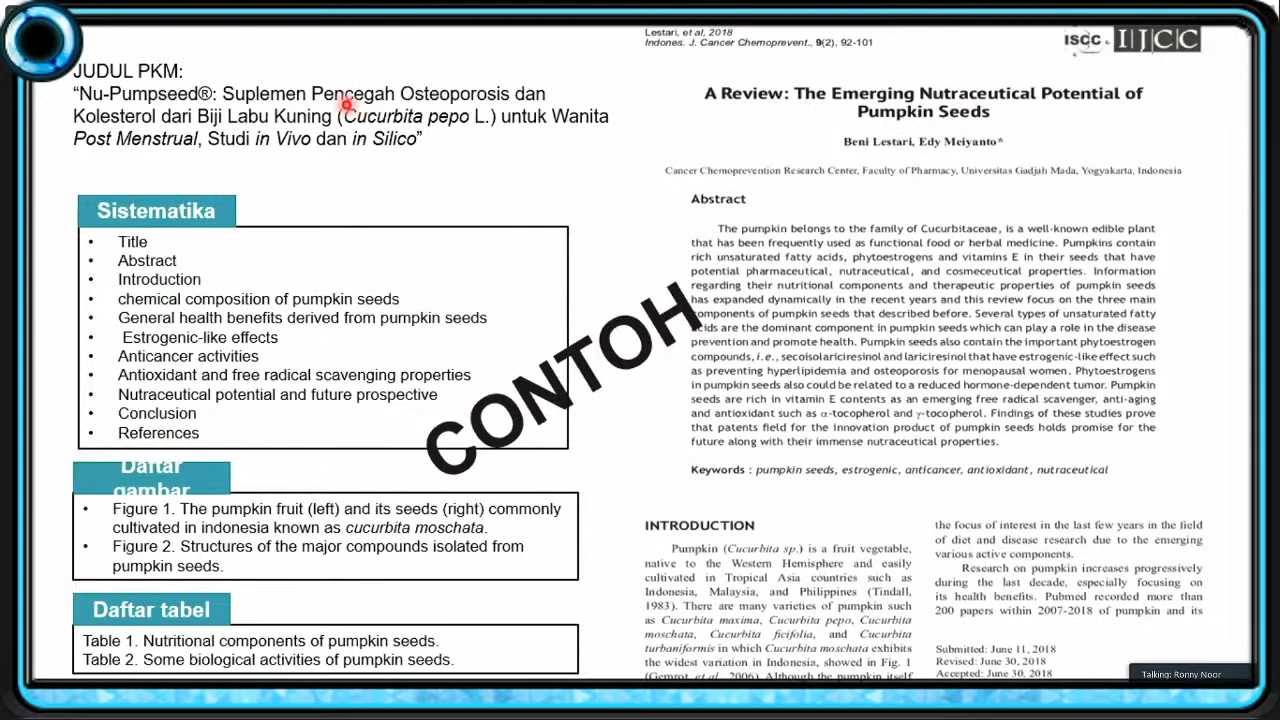 JUDUL PKM:
“Nu-Pumpseed®: Suplemen Pencegah Osteoporosis dan
Kolesterol dari Biji Labu Kuning (Cucurbita pepo L.) untuk Wanita
Post Menstrual, Studi in Vivo dan in Silico”
Sistematika
• Title
• Abstract
• Introduction
• chemical composition of pumpkin seeds
• General health benefits derived from pumpkin seeds
• Estrogenic-like effects
• Anticancer activities
• Antioxidant and free radical scavenging properties
• Nutraceutical potential and future prospective
• Conclusion
• References
Daftar
gambar
• Figure 1. The pumpkin fruit (left) and its seeds (right) commonly
cultivated in indonesia known as cucurbita moschata.
• Figure 2. Structures of the major compounds isolated from
pumpkin seeds.
Daftar tabel
Table 1. Nutritional components of pumpkin seeds.
Table 2. Some biological activities of pumpkin seeds.
CONTOH
Lestari, et al, 2018
Indones. J. Cancer Chemoprevent., 9(2), 92-101
ISCC IJCC
A Review: The Emerging Nutraceutical Potential of
Pumpkin Seeds
Beni Lestari, Edy Meiyanto*
Cancer Chemoprevention Research Center, Faculty of Pharmacy, Universitas Gadjah Mada, Yogyakarta, Indonesia
Abstract
The pumpkin belongs to the family of Cucurbitaceae, is a well-known edible plant
that has been frequently used as functional food or herbal medicine. Pumpkins contain
rich unsaturated fatty acids, phytoestrogens and vitamins E in their seeds that have
potential pharmaceutical, nutraceutical, and cosmeceutical properties. Information
regarding their nutritional components and therapeutic properties of pumpkin seeds
has expanded dynamically in the recent years and this review focus on the three main
components of pumpkin seeds that described before. Several types of unsaturated fatty
acids are the dominant component in pumpkin seeds which can play a role in the disease
prevention and promote health. Pumpkin seeds also contain the important phytoestrogen
compounds, i.e., secoisolariciresinol and lariciresinol that have estrogenic-like effect such
as preventing hyperlipidemia and osteoporosis for menopausal women. Phytoestrogens
in pumpkin seeds also could be related to a reduced hormone-dependent tumor. Pumpkin
seeds are rich in vitamin E contents as an emerging free radical scavenger, anti-aging
and antioxidant such as α-tocopherol and γ-tocopherol. Findings of these studies prove
that patents field for the innovation product of pumpkin seeds holds promise for the
future along with their immense nutraceutical properties.
Keywords : pumpkin seeds, estrogenic, anticancer, antioxidant, nutraceutical
INTRODUCTION
Pumpkin (Cucurbita sp.) is a fruit vegetable,
native to the Western Hemisphere and easily
cultivated in Tropical Asia countries such as
Indonesia, Malaysia, and Philippines (Tindall,
1983). There are many varieties of pumpkin such
as Cucurbita maxima, Cucurbita pepo, Cucurbita
moschata, Cucurbita ficifolia, and Cucurbita
turbaniformis in which Cucurbita moschata exhibits
the widest variation in Indonesia, showed in Fig. 1
(Gemrot, et al., 2006). Although the pumpkin itself
the focus of interest in the last few years in the field
of diet and disease research due to the emerging
various active components.
Research on pumpkin increases progressively
during the last decade, especially focusing on
its health benefits. Pubmed recorded more than
200 papers within 2007-2018 of pumpkin and its
Submitted: June 11, 2018
Revised: June 30, 2018
Accepted: June 30, 2018
Talking: Ronny Noor